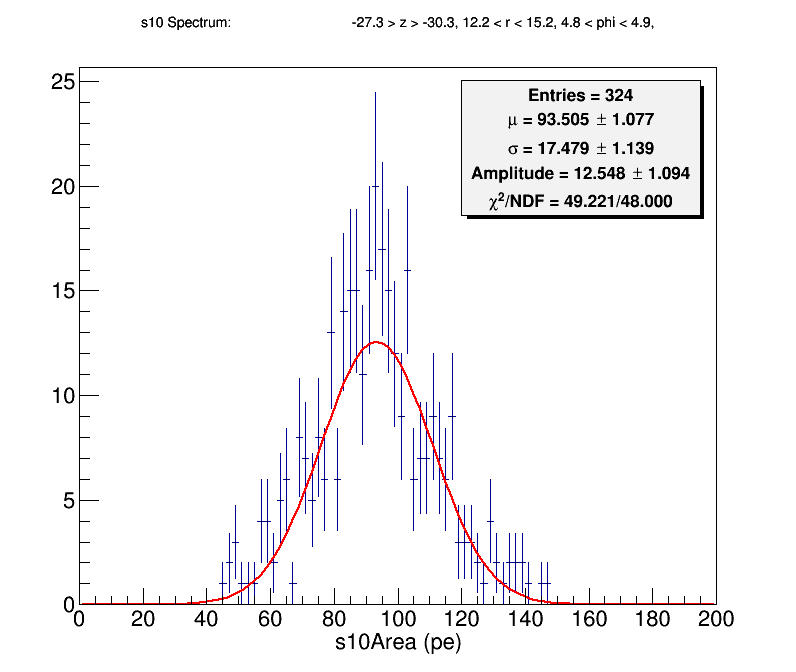 s10 Spectrum: -27.3 > z > -30.3, 12.2 < r < 15.2, 4.8 < phi < 4.9,
Entries = 324
μ = 93.505 ± 1.077
σ = 17.479 ± 1.139
Amplitude = 12.548 ± 1.094
χ²/NDF = 49.221/48.000
25
20
15
10
5
0
0 20 40 60 80 100 120 140 160 180 200
s10Area (pe)